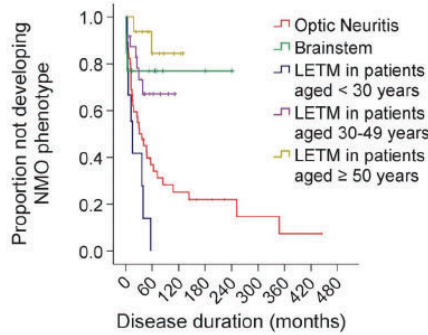 Proportion not developing
NMO phenotype
1.0
0.8
0.6
0.4
0.2
0.0
0
60
120
180
240
300
360
420
480
Disease duration (months)
Optic Neuritis
Brainstem
LETM in patients
aged < 30 years
LETM in patients
aged 30-49 years
LETM in patients
aged ≥ 50 years